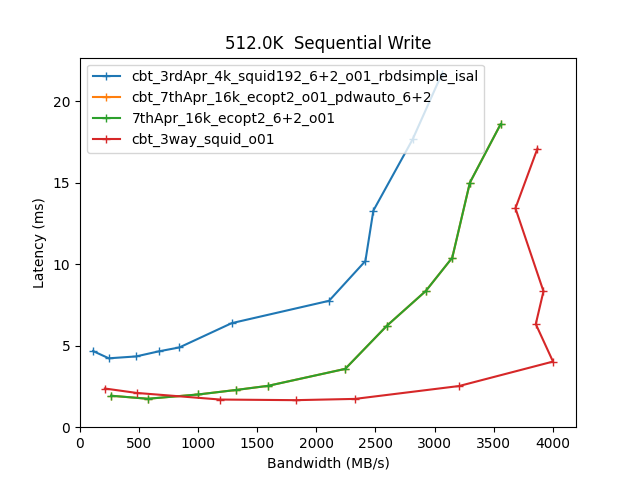 512.0K  Sequential Write
cbt_3rdApr_4k_squid192_6+2_o01_rbdsimple_isal
cbt_7thApr_16k_ecopt2_o01_pdwauto_6+2
7thApr_16k_ecopt2_6+2_o01
cbt_3way_squid_o01
Latency (ms)
20
15
10
5
0
0 500 1000 1500 2000 2500 3000 3500 4000
Bandwidth (MB/s)